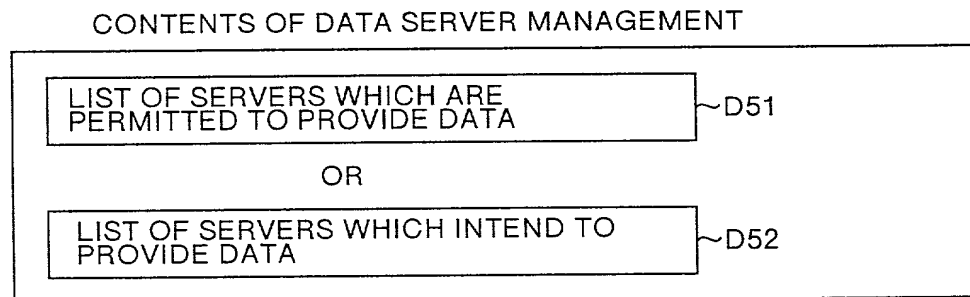 CONTENTS OF DATA SERVER MANAGEMENT
LIST OF SERVERS WHICH ARE
PERMITTED TO PROVIDE DATA
~D51
OR
LIST OF SERVERS WHICH INTEND TO
PROVIDE DATA
~D52